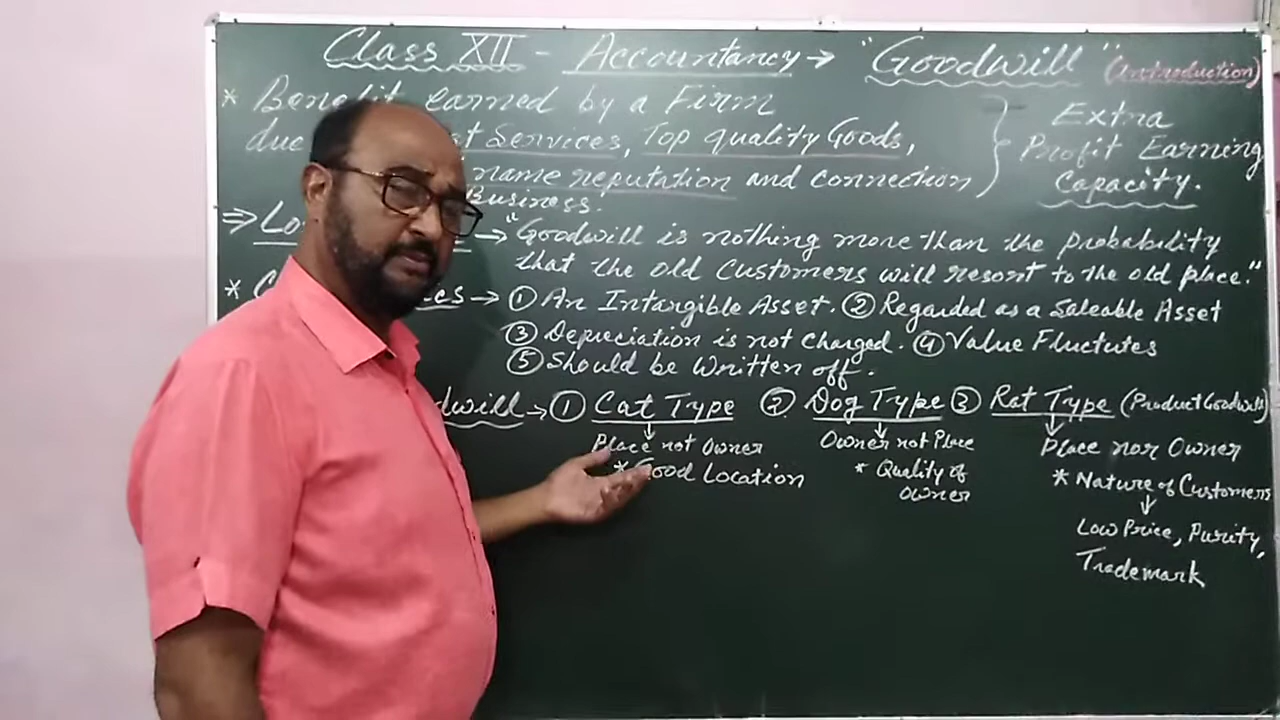 Class XII - Accountancy → "Goodwill" (Introduction)
* Benefit earned by a Firm
due Services, Top quality Goods,
name reputation and connection
Business.
} Extra
Profit Earning
Capacity.
⇒ Lo → "Goodwill is nothing more than the probability
that the old customers will resort to the old place."
* C es → ① An Intangible Asset. ② Regarded as a Saleable Asset
③ Depreciation is not Charged. ④ Value Fluctutes
⑤ Should be Written off.
dwill → ① Cat Type ② Dog Type ③ Rat Type (Product Goodwill)
↓ ↓ ↓
Place not Owner Owner not Place Place nor Owner
* Good Location * Quality of * Nature of Customers
Owner ↓
Low Price, Purity,
Trademark